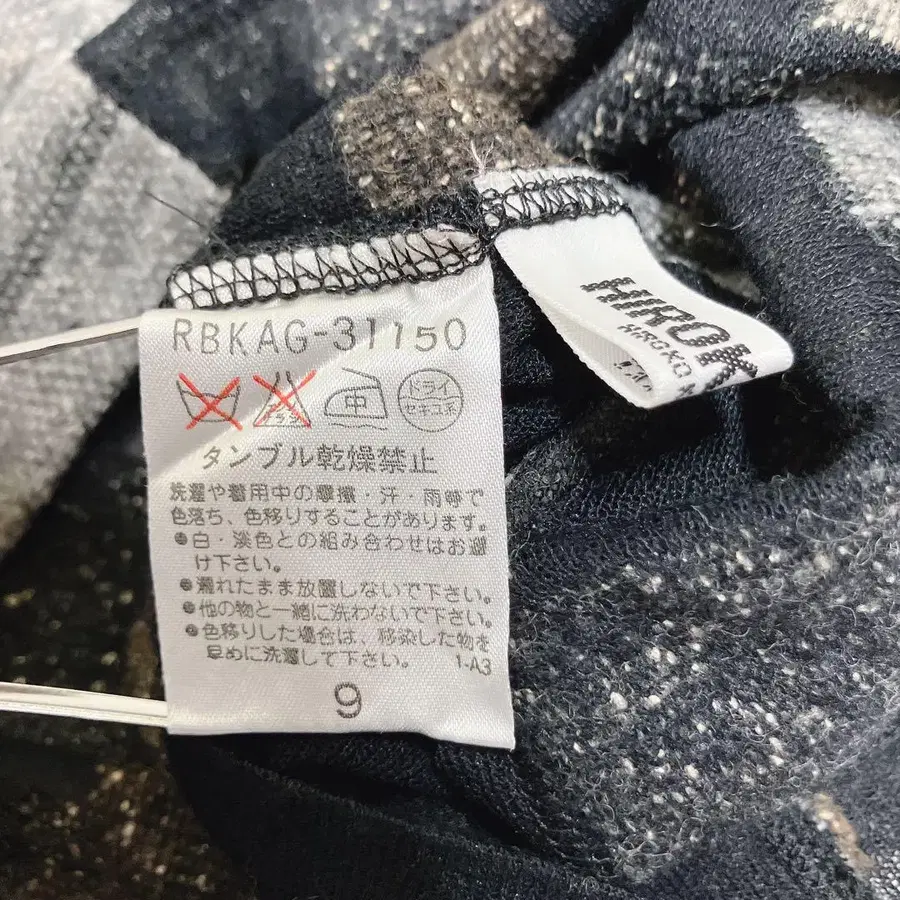 RBKAG-31150
中
ドライ
セキユ系
タンブル乾燥禁止
洗濯や着用中の摩擦・汗・雨等で
色落ち、色移りすることがあります。
●白・淡色との組み合わせはお避
け下さい。
●濡れたまま放置しないで下さい。
●他の物と一緒に洗わないで下さい。
●色移りした場合は、移染した物を
早めに洗濯して下さい。 1-A3
9
HIROK
HIROKO